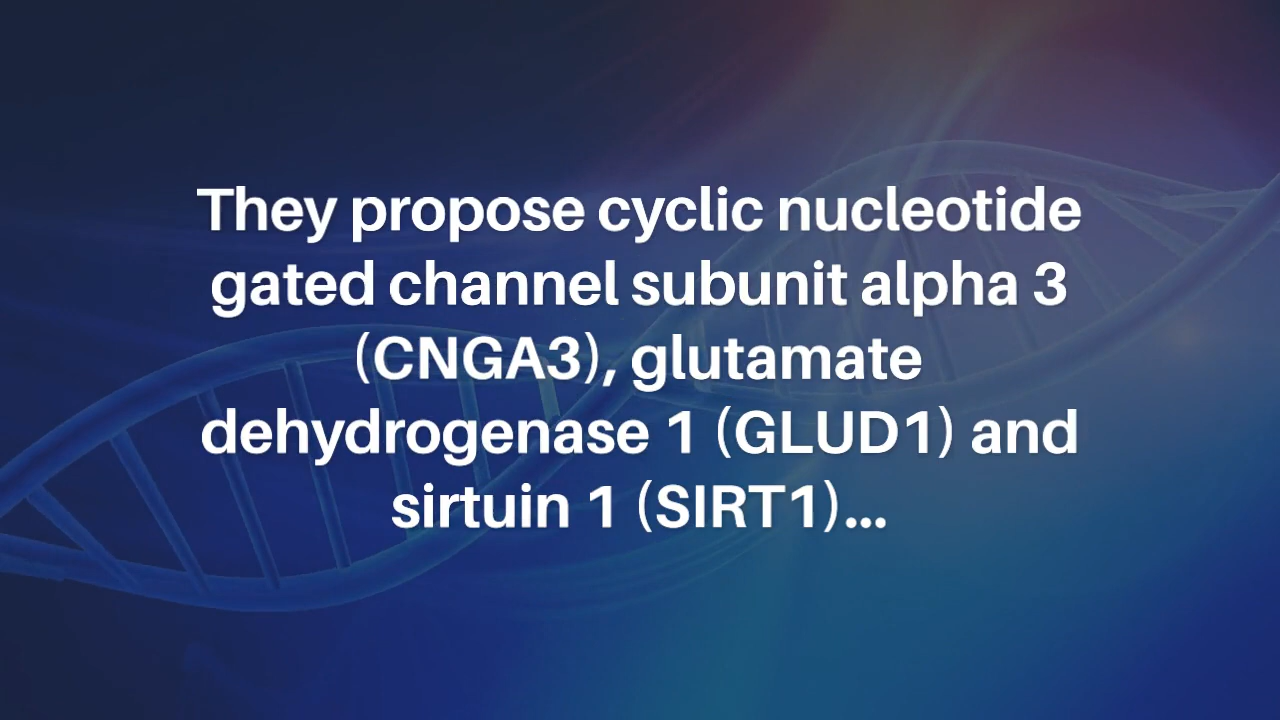 They propose cyclic nucleotide
gated channel subunit alpha 3
(CNGA3), glutamate
dehydrogenase 1 (GLUD1) and
sirtuin 1 (SIRT1)...